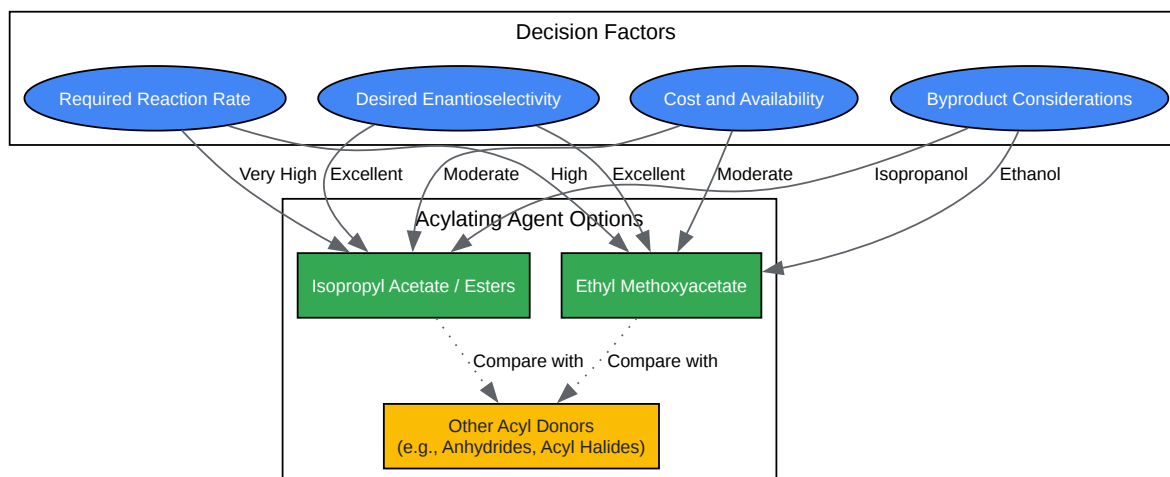 Decision Factors
Required Reaction Rate
Desired Enantioselectivity
Cost and Availability
Byproduct Considerations
Very High
Excellent
Moderate
High
Excellent
Moderate
Isopropanol
Ethanol
Acylating Agent Options
Isopropyl Acetate / Esters
Ethyl Methoxyacetate
Compare with
Compare with
Other Acyl Donors
(e.g., Anhydrides, Acyl Halides)